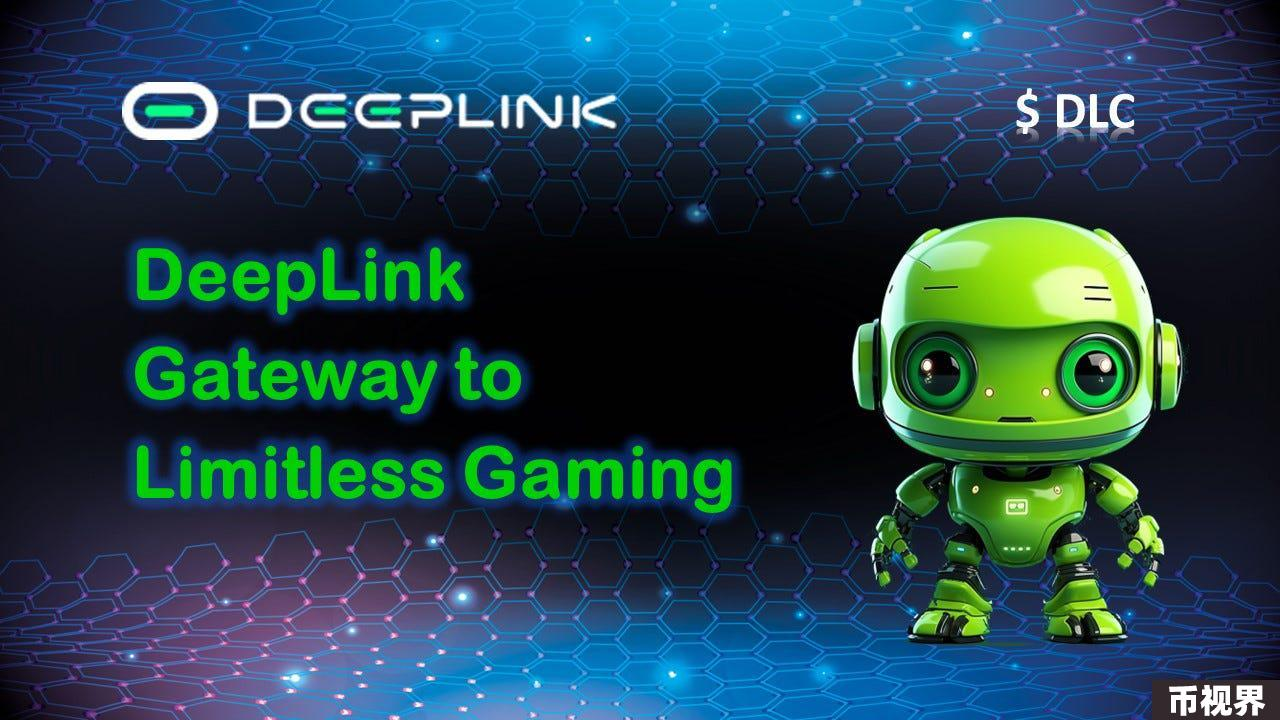 DEEPLINK
$ DLC
DeepLink
Gateway to
Limitless Gaming
币视界